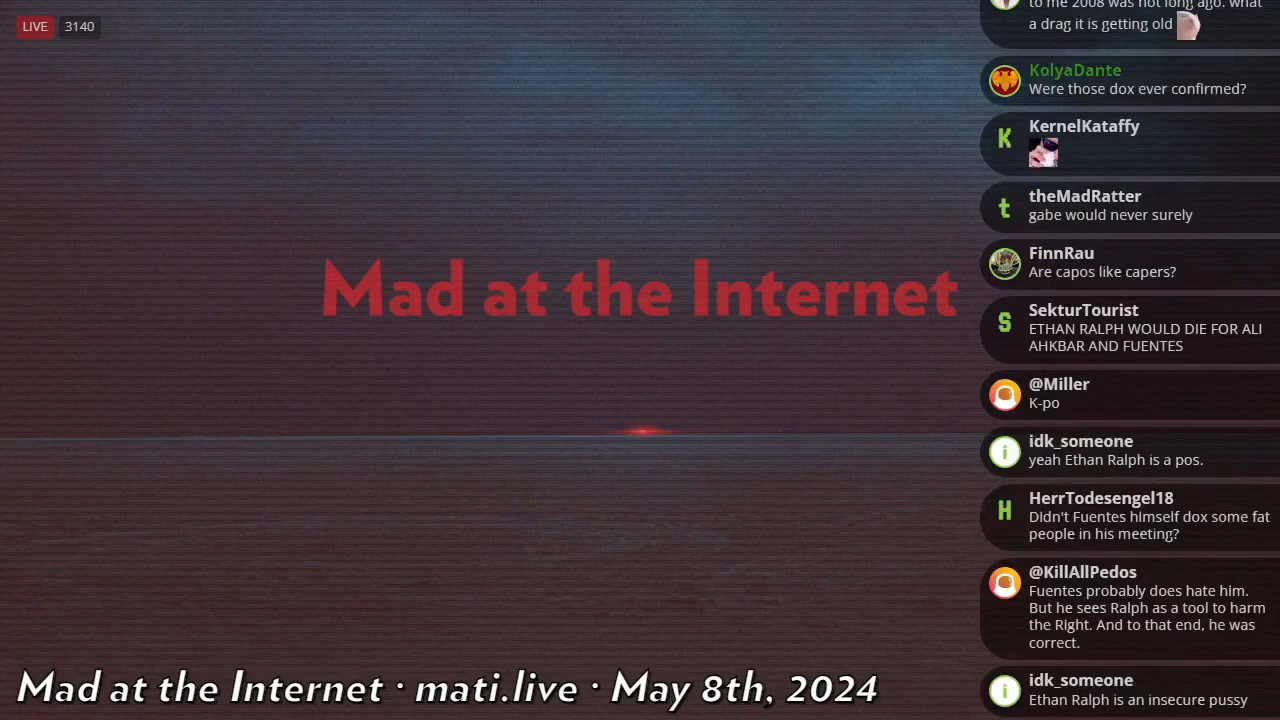 LIVE 3140
to me 2008 was not long ago. what
a drag it is getting old
KolyaDante
Were those dox ever confirmed?
KernelKataffy
theMadRatter
gabe would never surely
FinnRau
Are capos like capers?
SekturTourist
ETHAN RALPH WOULD DIE FOR ALI
AHKBAR AND FUENTES
@Miller
K-po
idk_someone
yeah Ethan Ralph is a pos.
HerrTodesengel18
DIdn't Fuentes hImself dox some fat
people in his meeting?
@KillAllPedos
Fuentes probably does hate him.
But he sees Ralph as a tool to harm
the Right. And to that end, he was
correct.
idk_someone
Ethan Ralph is an insecure pussy
Mad at the Internet
Mad at the Internet · mati.live · May 8th, 2024